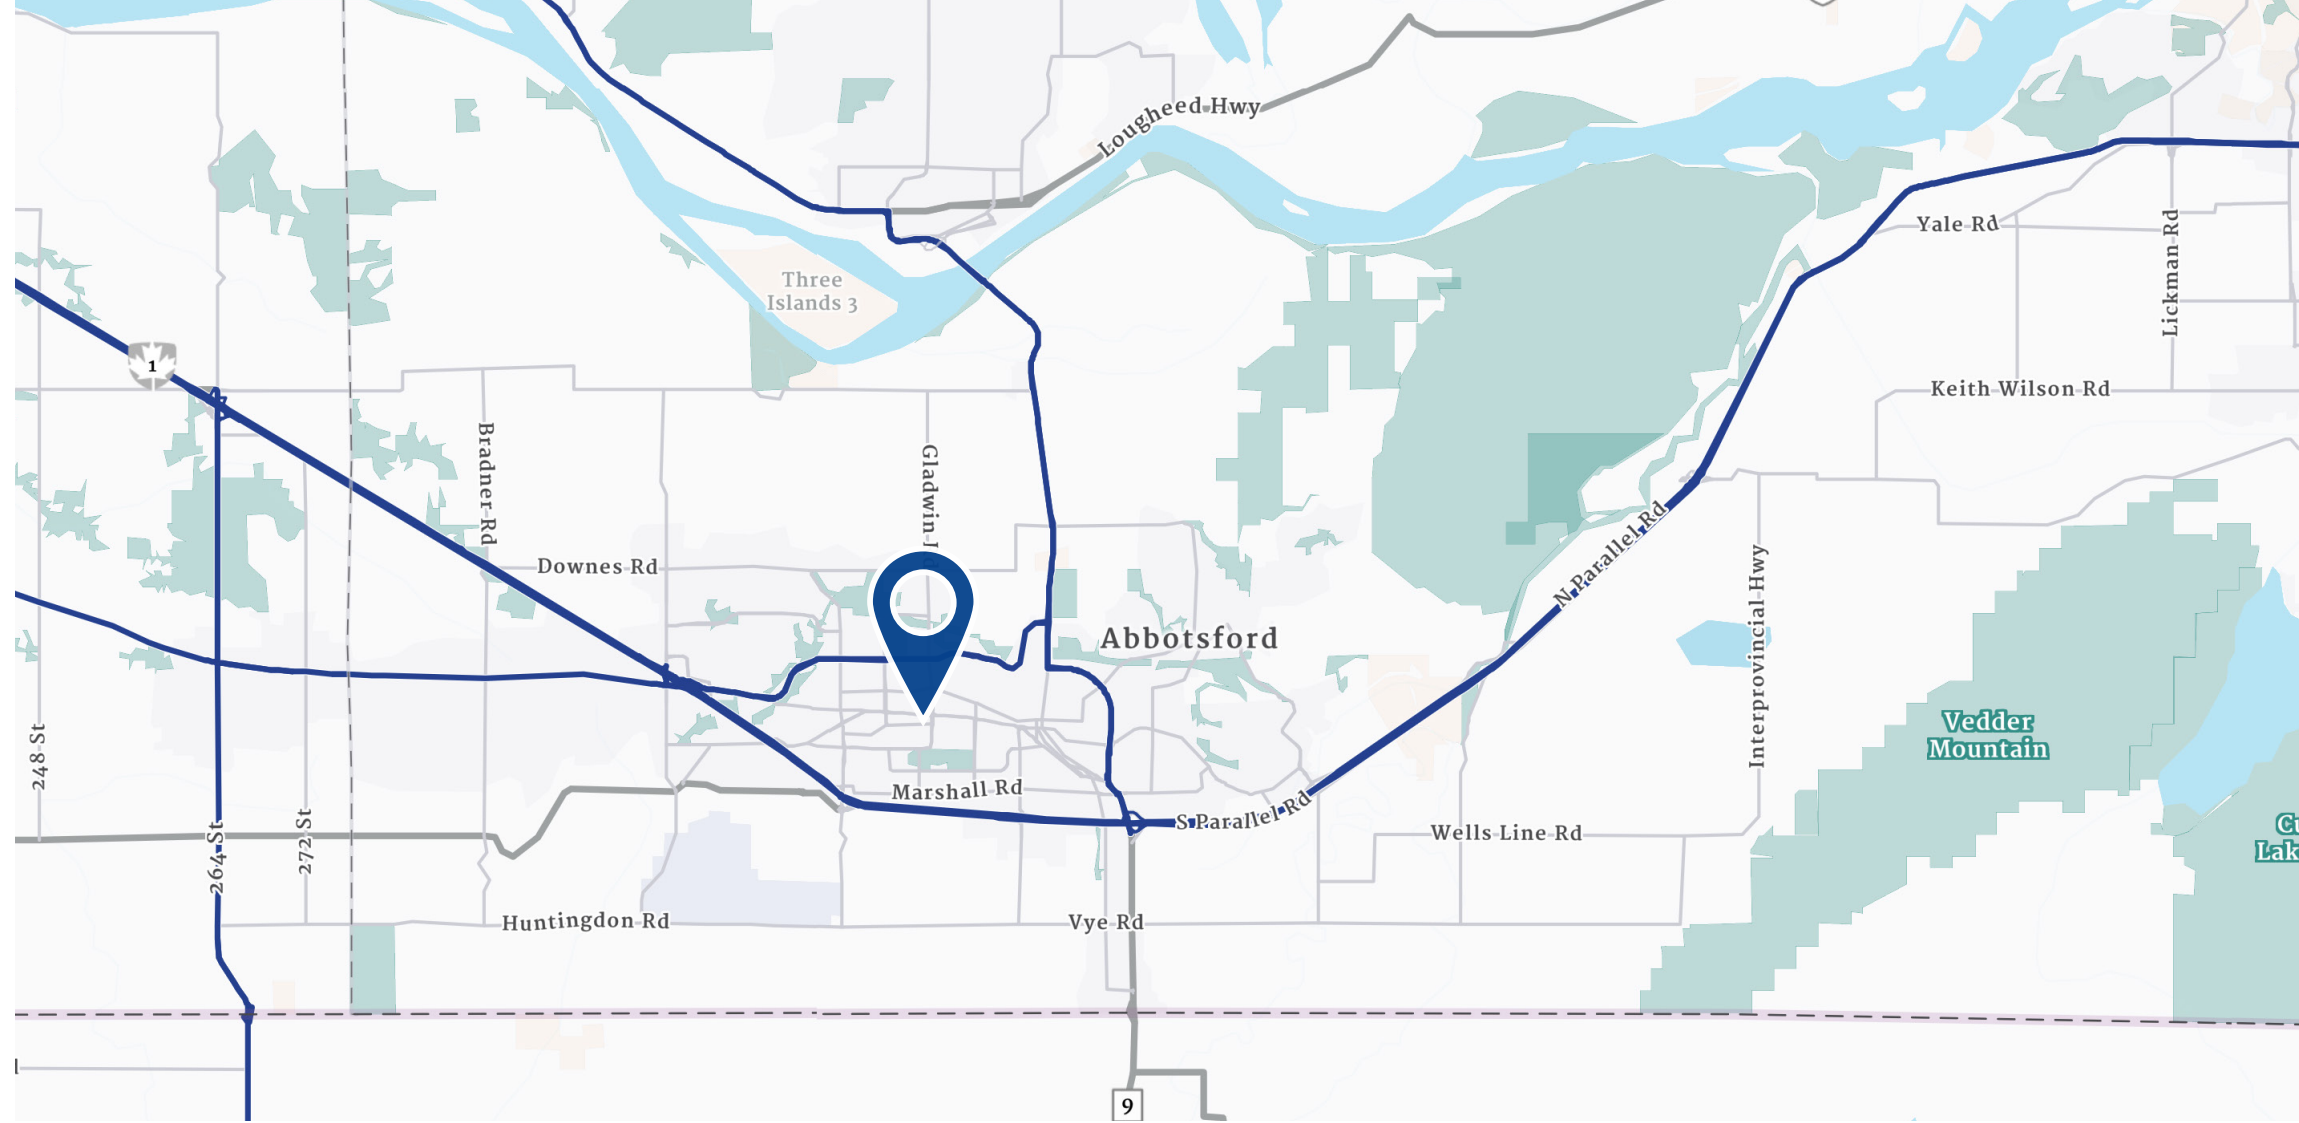 Lougheed Hwy
Yale Rd
Lickman Rd
Three
Islands 3
1
Keith Wilson Rd
Bradner Rd
Gladwin
N Parallel Rd
Downes Rd
Interprovincial Hwy
Abbotsford
Vedder
Mountain
248 St
Marshall Rd
S Parallel Rd
Wells Line Rd
264 St
272 St
Huntingdon Rd
Vye Rd
9